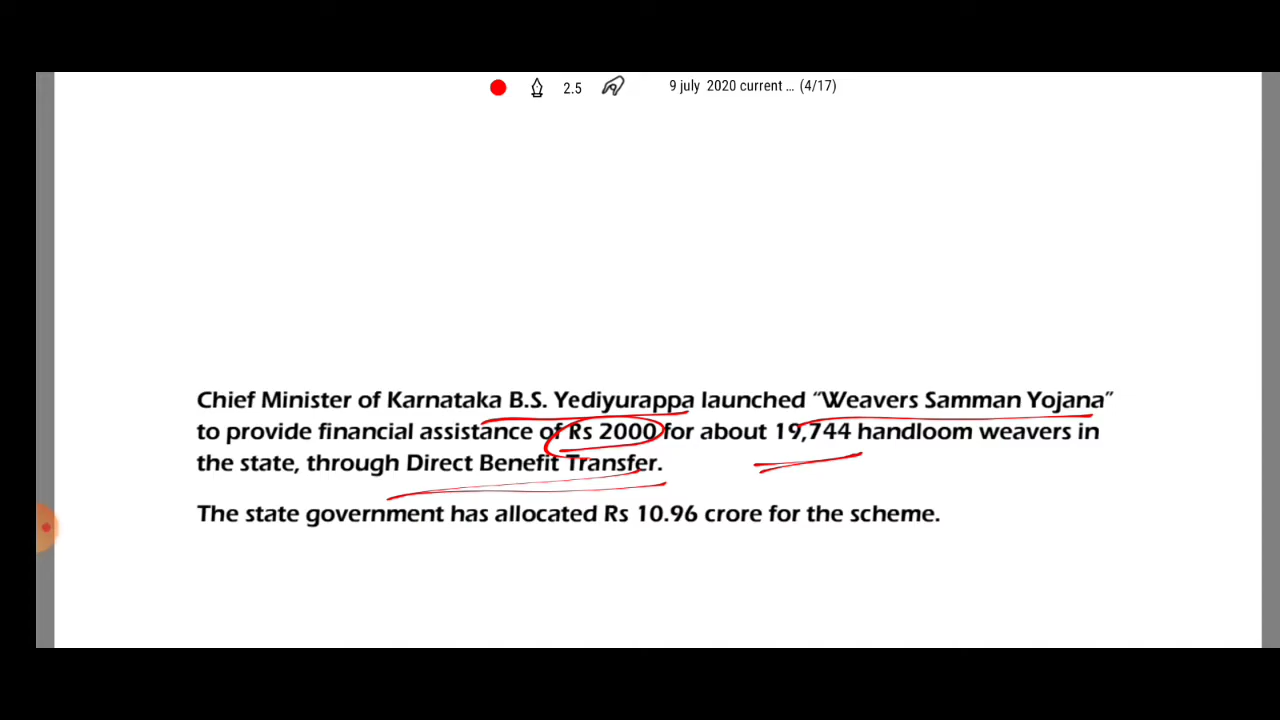 2.5 9 july 2020 current ... (4/17)
Chief Minister of Karnataka B.S. Yediyurappa launched “Weavers Samman Yojana”
to provide financial assistance of Rs 2000 for about 19,744 handloom weavers in
the state, through Direct Benefit Transfer.
The state government has allocated Rs 10.96 crore for the scheme.